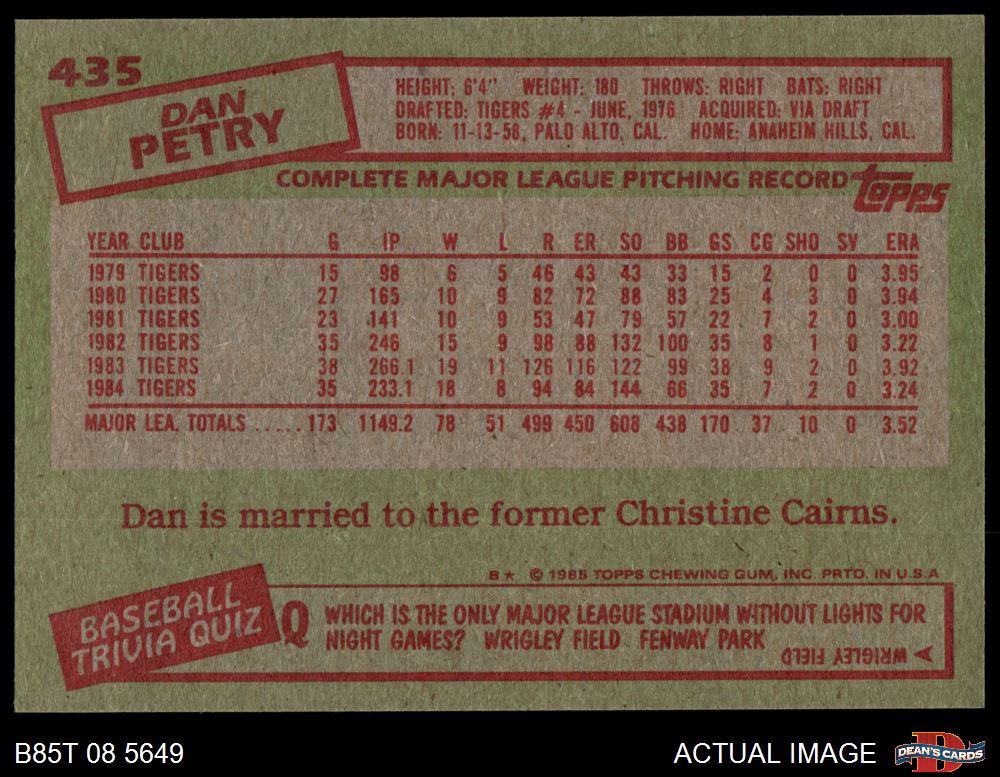 435
DAN
PETRY
HEIGHT: 6'4" WEIGHT: 180 THROWS: RIGHT BATS: RIGHT
DRAFTED: TIGERS #4 - JUNE, 1976 ACQUIRED: VIA DRAFT
BORN: 11-13-58, PALO ALTO, CAL. HOME: ANAHEIM HILLS, CAL.
COMPLETE MAJOR LEAGUE PITCHING RECORD
topps
YEAR CLUB G IP W L R ER SO BB GS CG SHO SV ERA
1979 TIGERS 15 98 6 5 46 43 43 33 15 2 0 0 3.95
1980 TIGERS 27 165 10 9 82 72 88 83 25 4 3 0 3.94
1981 TIGERS 23 141 10 9 53 47 79 57 22 7 2 0 3.00
1982 TIGERS 35 246 15 9 98 88 132 100 35 8 1 0 3.22
1983 TIGERS 38 266.1 19 11 126 116 122 99 38 9 2 0 3.92
1984 TIGERS 35 233.1 18 8 94 84 144 66 35 7 2 0 3.24
MAJOR LEA. TOTALS ..... 173 1149.2 78 51 499 450 608 438 170 37 10 0 3.52
Dan is married to the former Christine Cairns.
B* © 1985 TOPPS CHEWING GUM, INC. PRTD. IN U.S.A.
BASEBALL
TRIVIA QUIZ
Q WHICH IS THE ONLY MAJOR LEAGUE STADIUM WITHOUT LIGHTS FOR
NIGHT GAMES? WRIGLEY FIELD FENWAY PARK
A WRIGLEY FIELD
B85T 08 5649
ACTUAL IMAGE
D
DEAN'S CARDS